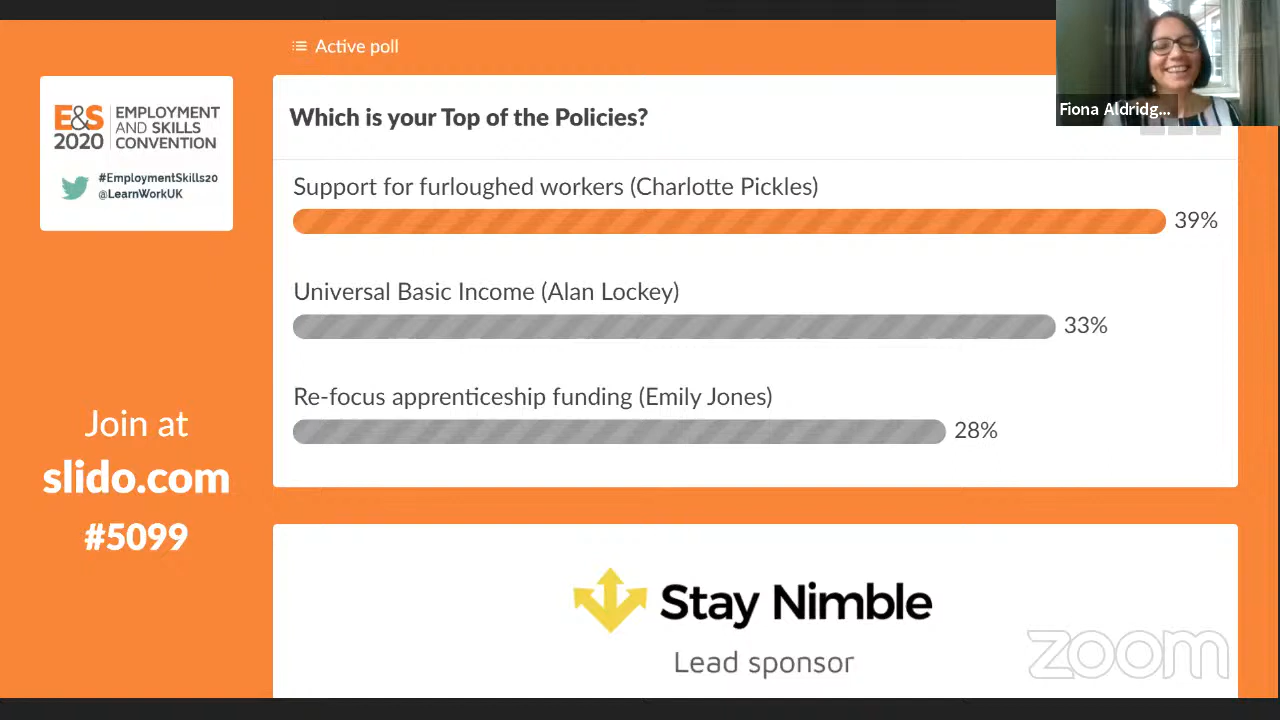 Active poll
Fiona Aldridg...
E&S
2020
EMPLOYMENT
AND SKILLS
CONVENTION
#EmploymentSkills20
@LearnWorkUK
Which is your Top of the Policies?
Support for furloughed workers (Charlotte Pickles)
39%
Universal Basic Income (Alan Lockey)
33%
Re-focus apprenticeship funding (Emily Jones)
28%
Join at
slido.com
#5099
Stay Nimble
Lead sponsor
zoom